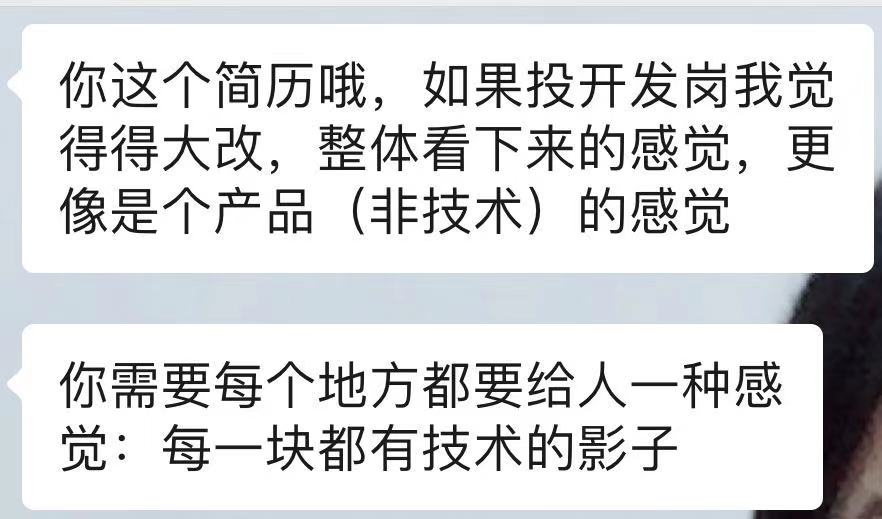 你这个简历哦，如果投开发岗我觉
得得大改，整体看下来的感觉，更
像是个产品（非技术）的感觉
你需要每个地方都要给人一种感
觉：每一块都有技术的影子